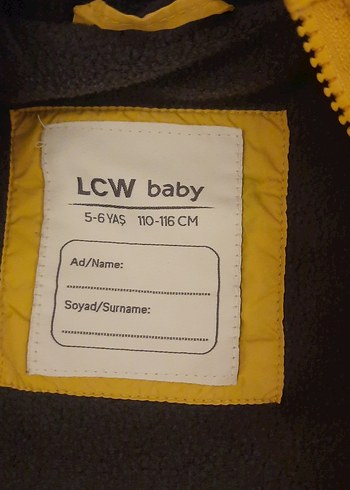 LCW baby
5-6 YAŞ 110-116 CM
Ad/Name:
Soyad/Surname: